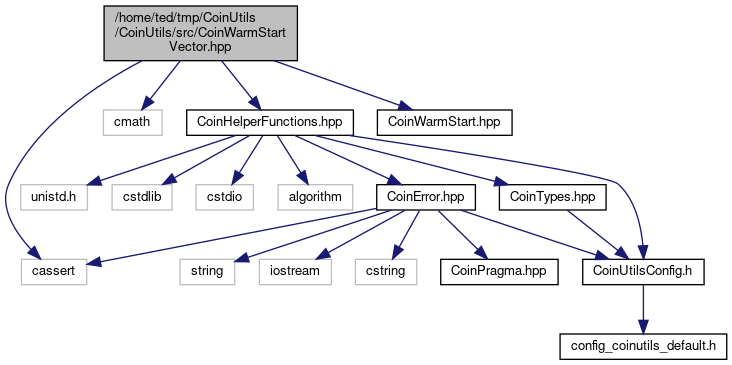 /home/ted/tmp/CoinUtils
/CoinUtils/src/CoinWarmStart
Vector.hpp
cmath
CoinHelperFunctions.hpp
CoinWarmStart.hpp
unistd.h
cstdlib
cstdio
algorithm
CoinError.hpp
CoinTypes.hpp
cassert
string
iostream
cstring
CoinPragma.hpp
CoinUtilsConfig.h
config_coinutils_default.h